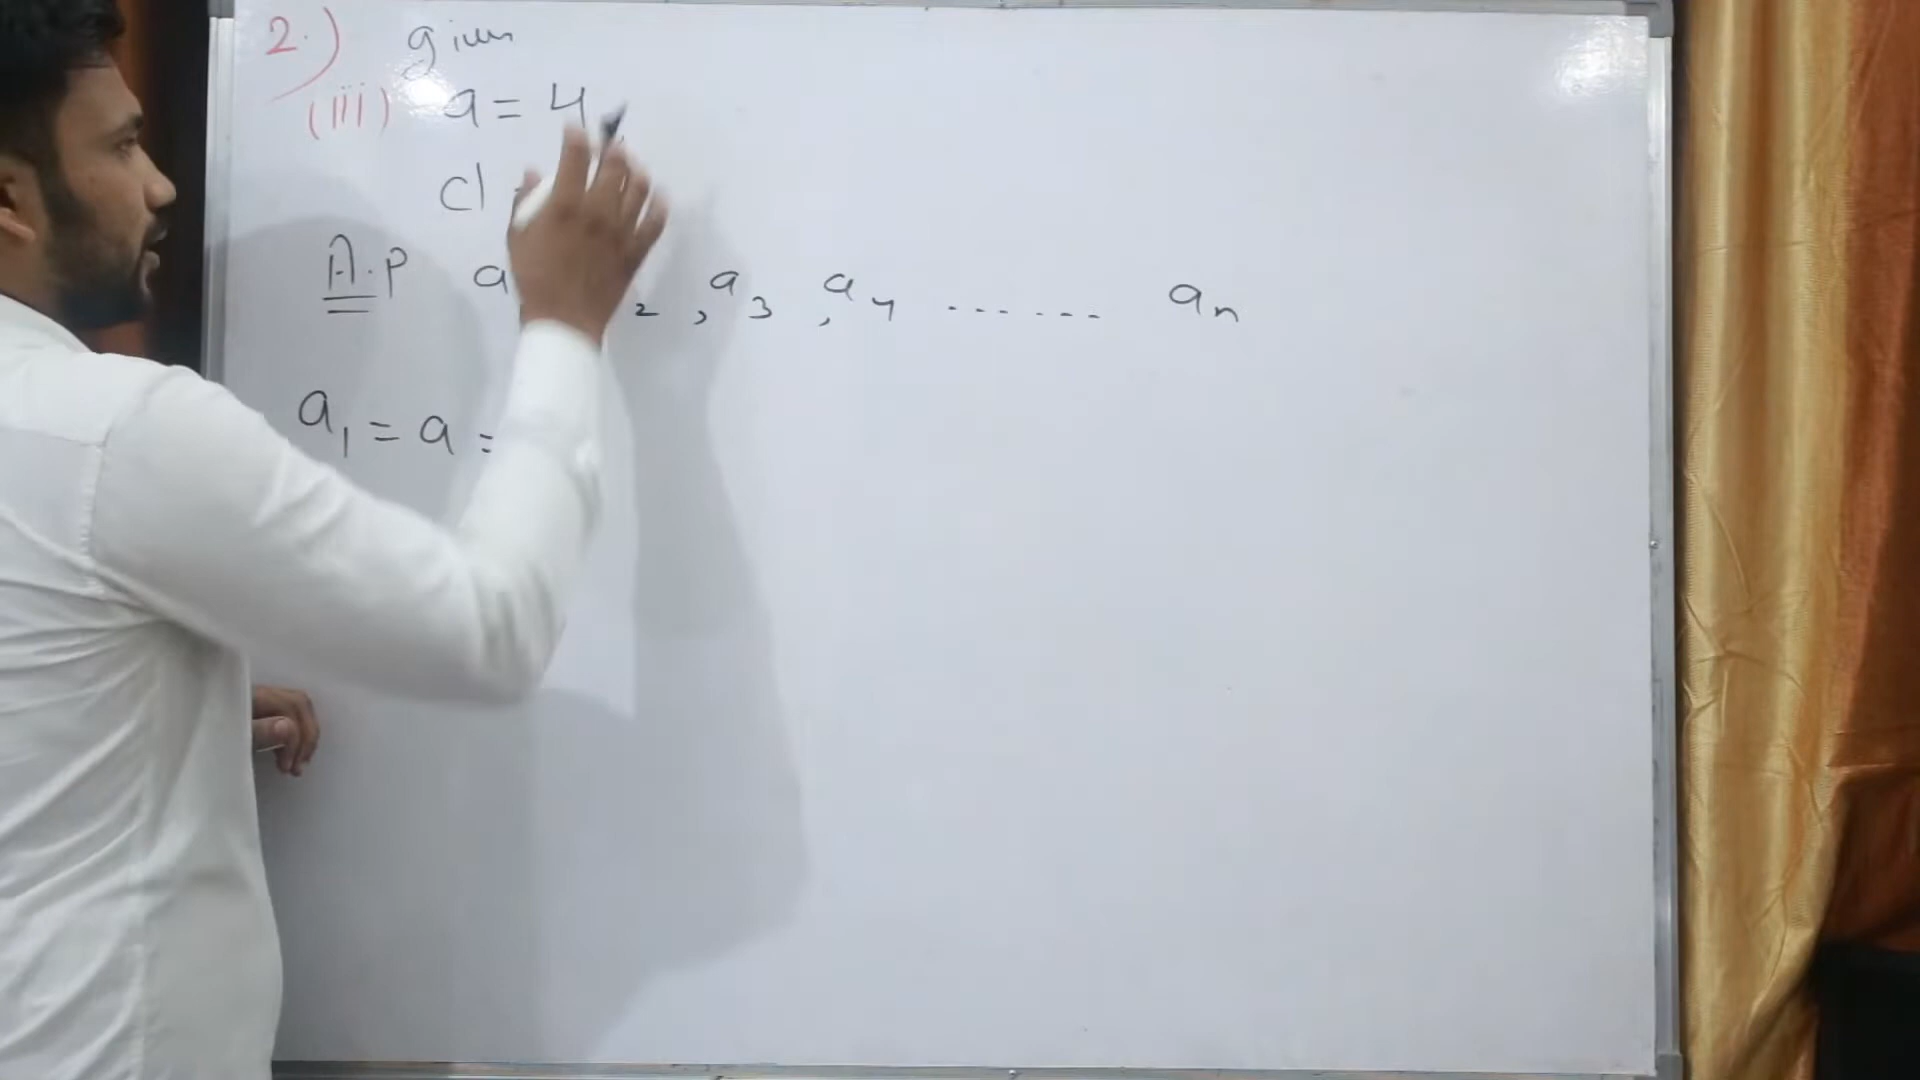 2.) given
(iii) a = 4
d
A.P a 2, a3, a4 ...... an
a1 = a =